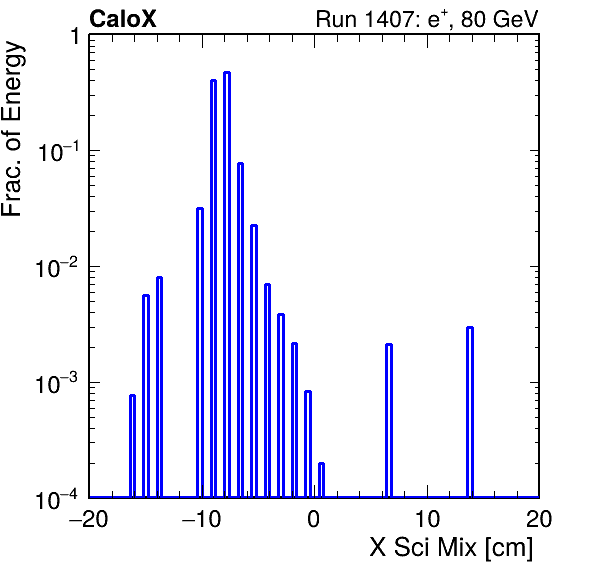 CaloX Run 1407: e⁺, 80 GeV
Frac. of Energy
1
10⁻¹
10⁻²
10⁻³
10⁻⁴
−20 −10 0 10 20
X Sci Mix [cm]